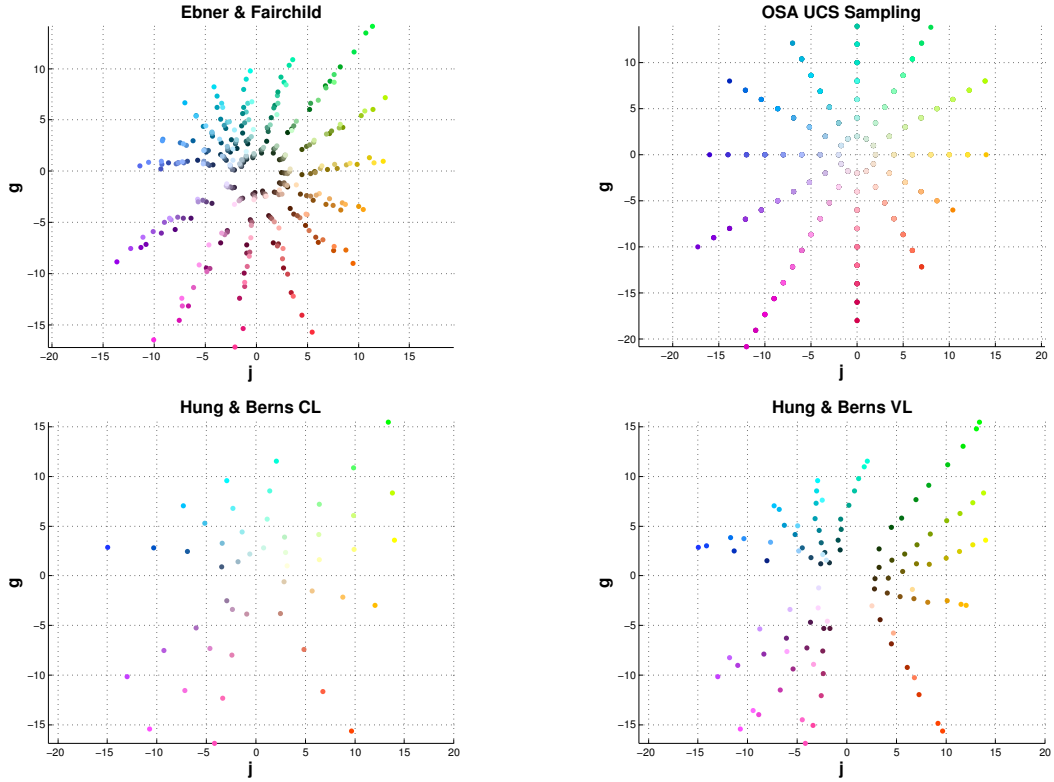 Ebner & Fairchild
10
5
0
−5
−10
−15
g
−20 −15 −10 −5 0 5 10 15
j
OSA UCS Sampling
10
5
0
−5
−10
−15
−20
g
−20 −15 −10 −5 0 5 10 15 20
j
Hung & Berns CL
15
10
5
0
−5
−10
−15
g
−20 −15 −10 −5 0 5 10 15 20
j
Hung & Berns VL
15
10
5
0
−5
−10
−15
g
−20 −15 −10 −5 0 5 10 15 20
j